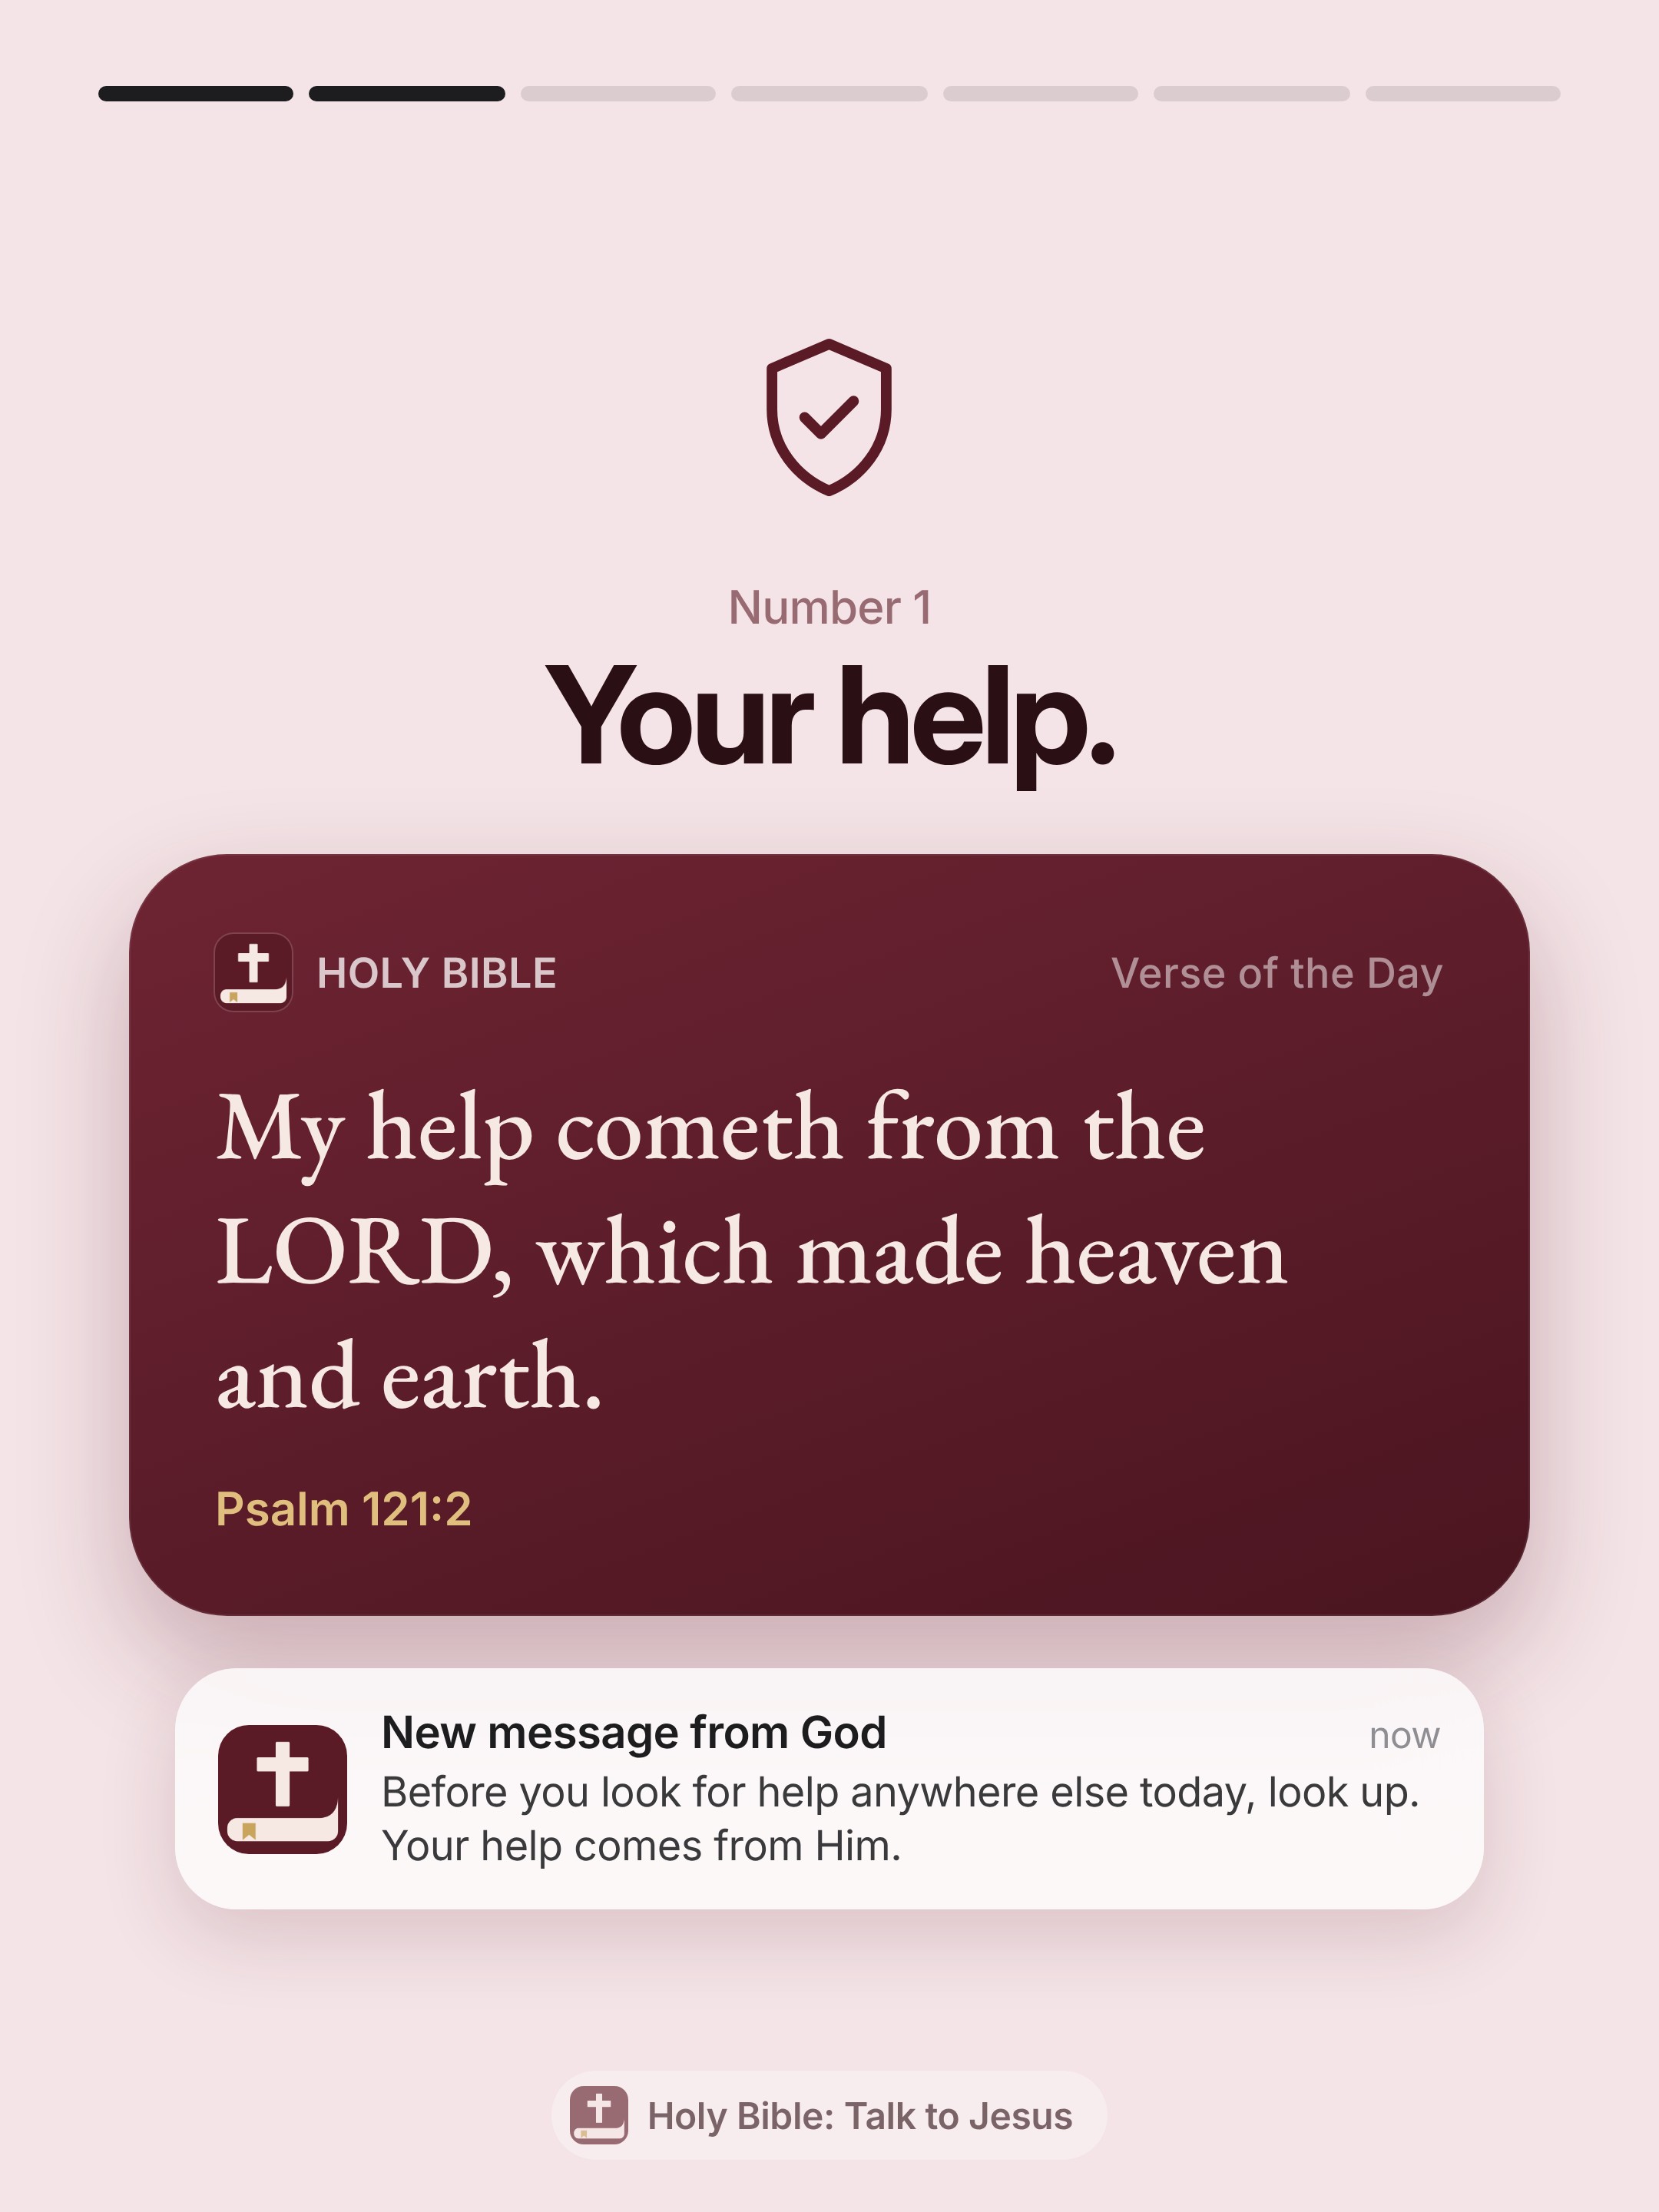 Number 1
Your help.
HOLY BIBLE
Verse of the Day
My help cometh from the
LORD, which made heaven
and earth.
Psalm 121:2
New message from God
now
Before you look for help anywhere else today, look up.
Your help comes from Him.
Holy Bible: Talk to Jesus